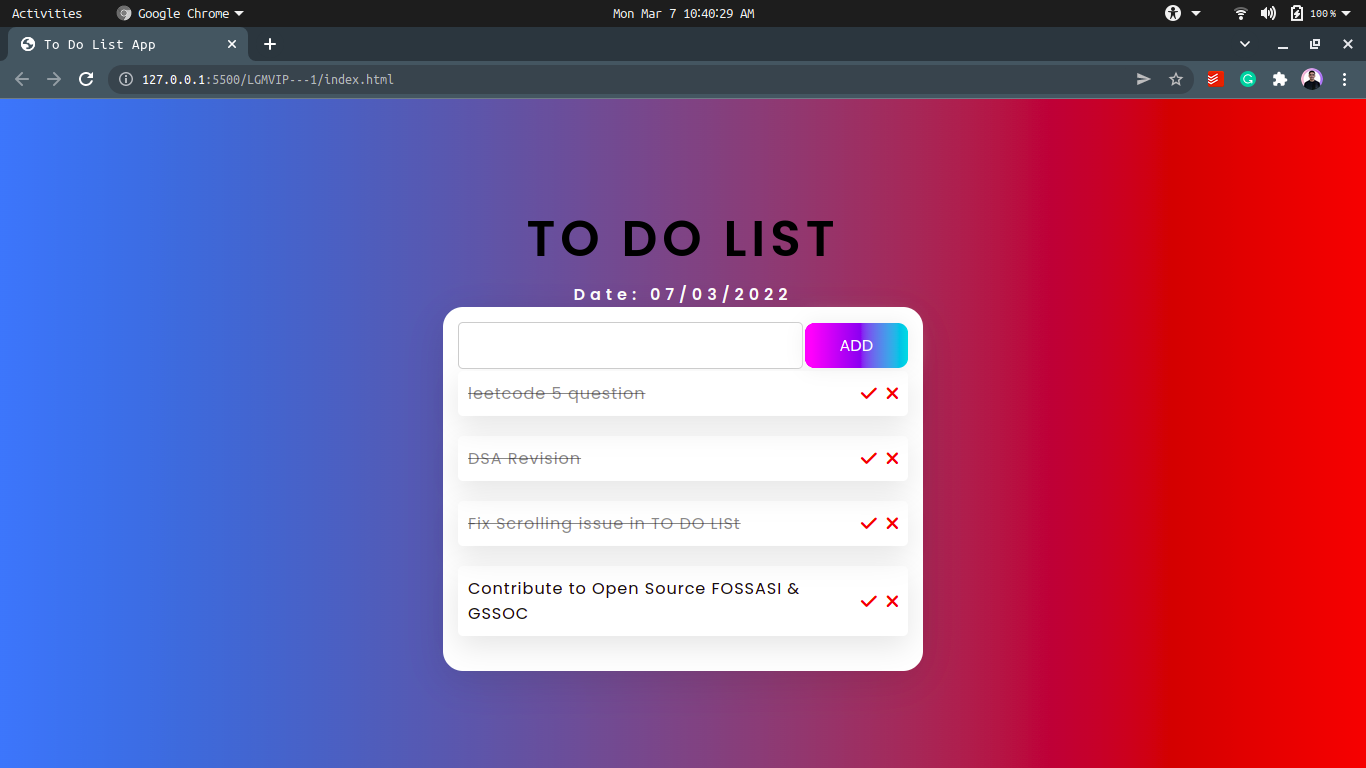 Activities Google Chrome Mon Mar 7 10:40:29 AM 100 %
To Do List App
127.0.0.1:5500/LGMVIP---1/index.html
TO DO LIST
Date: 07/03/2022
ADD
leetcode 5 question
DSA Revision
Fix Scrolling issue in TO DO LISt
Contribute to Open Source FOSSASI &
GSSOC